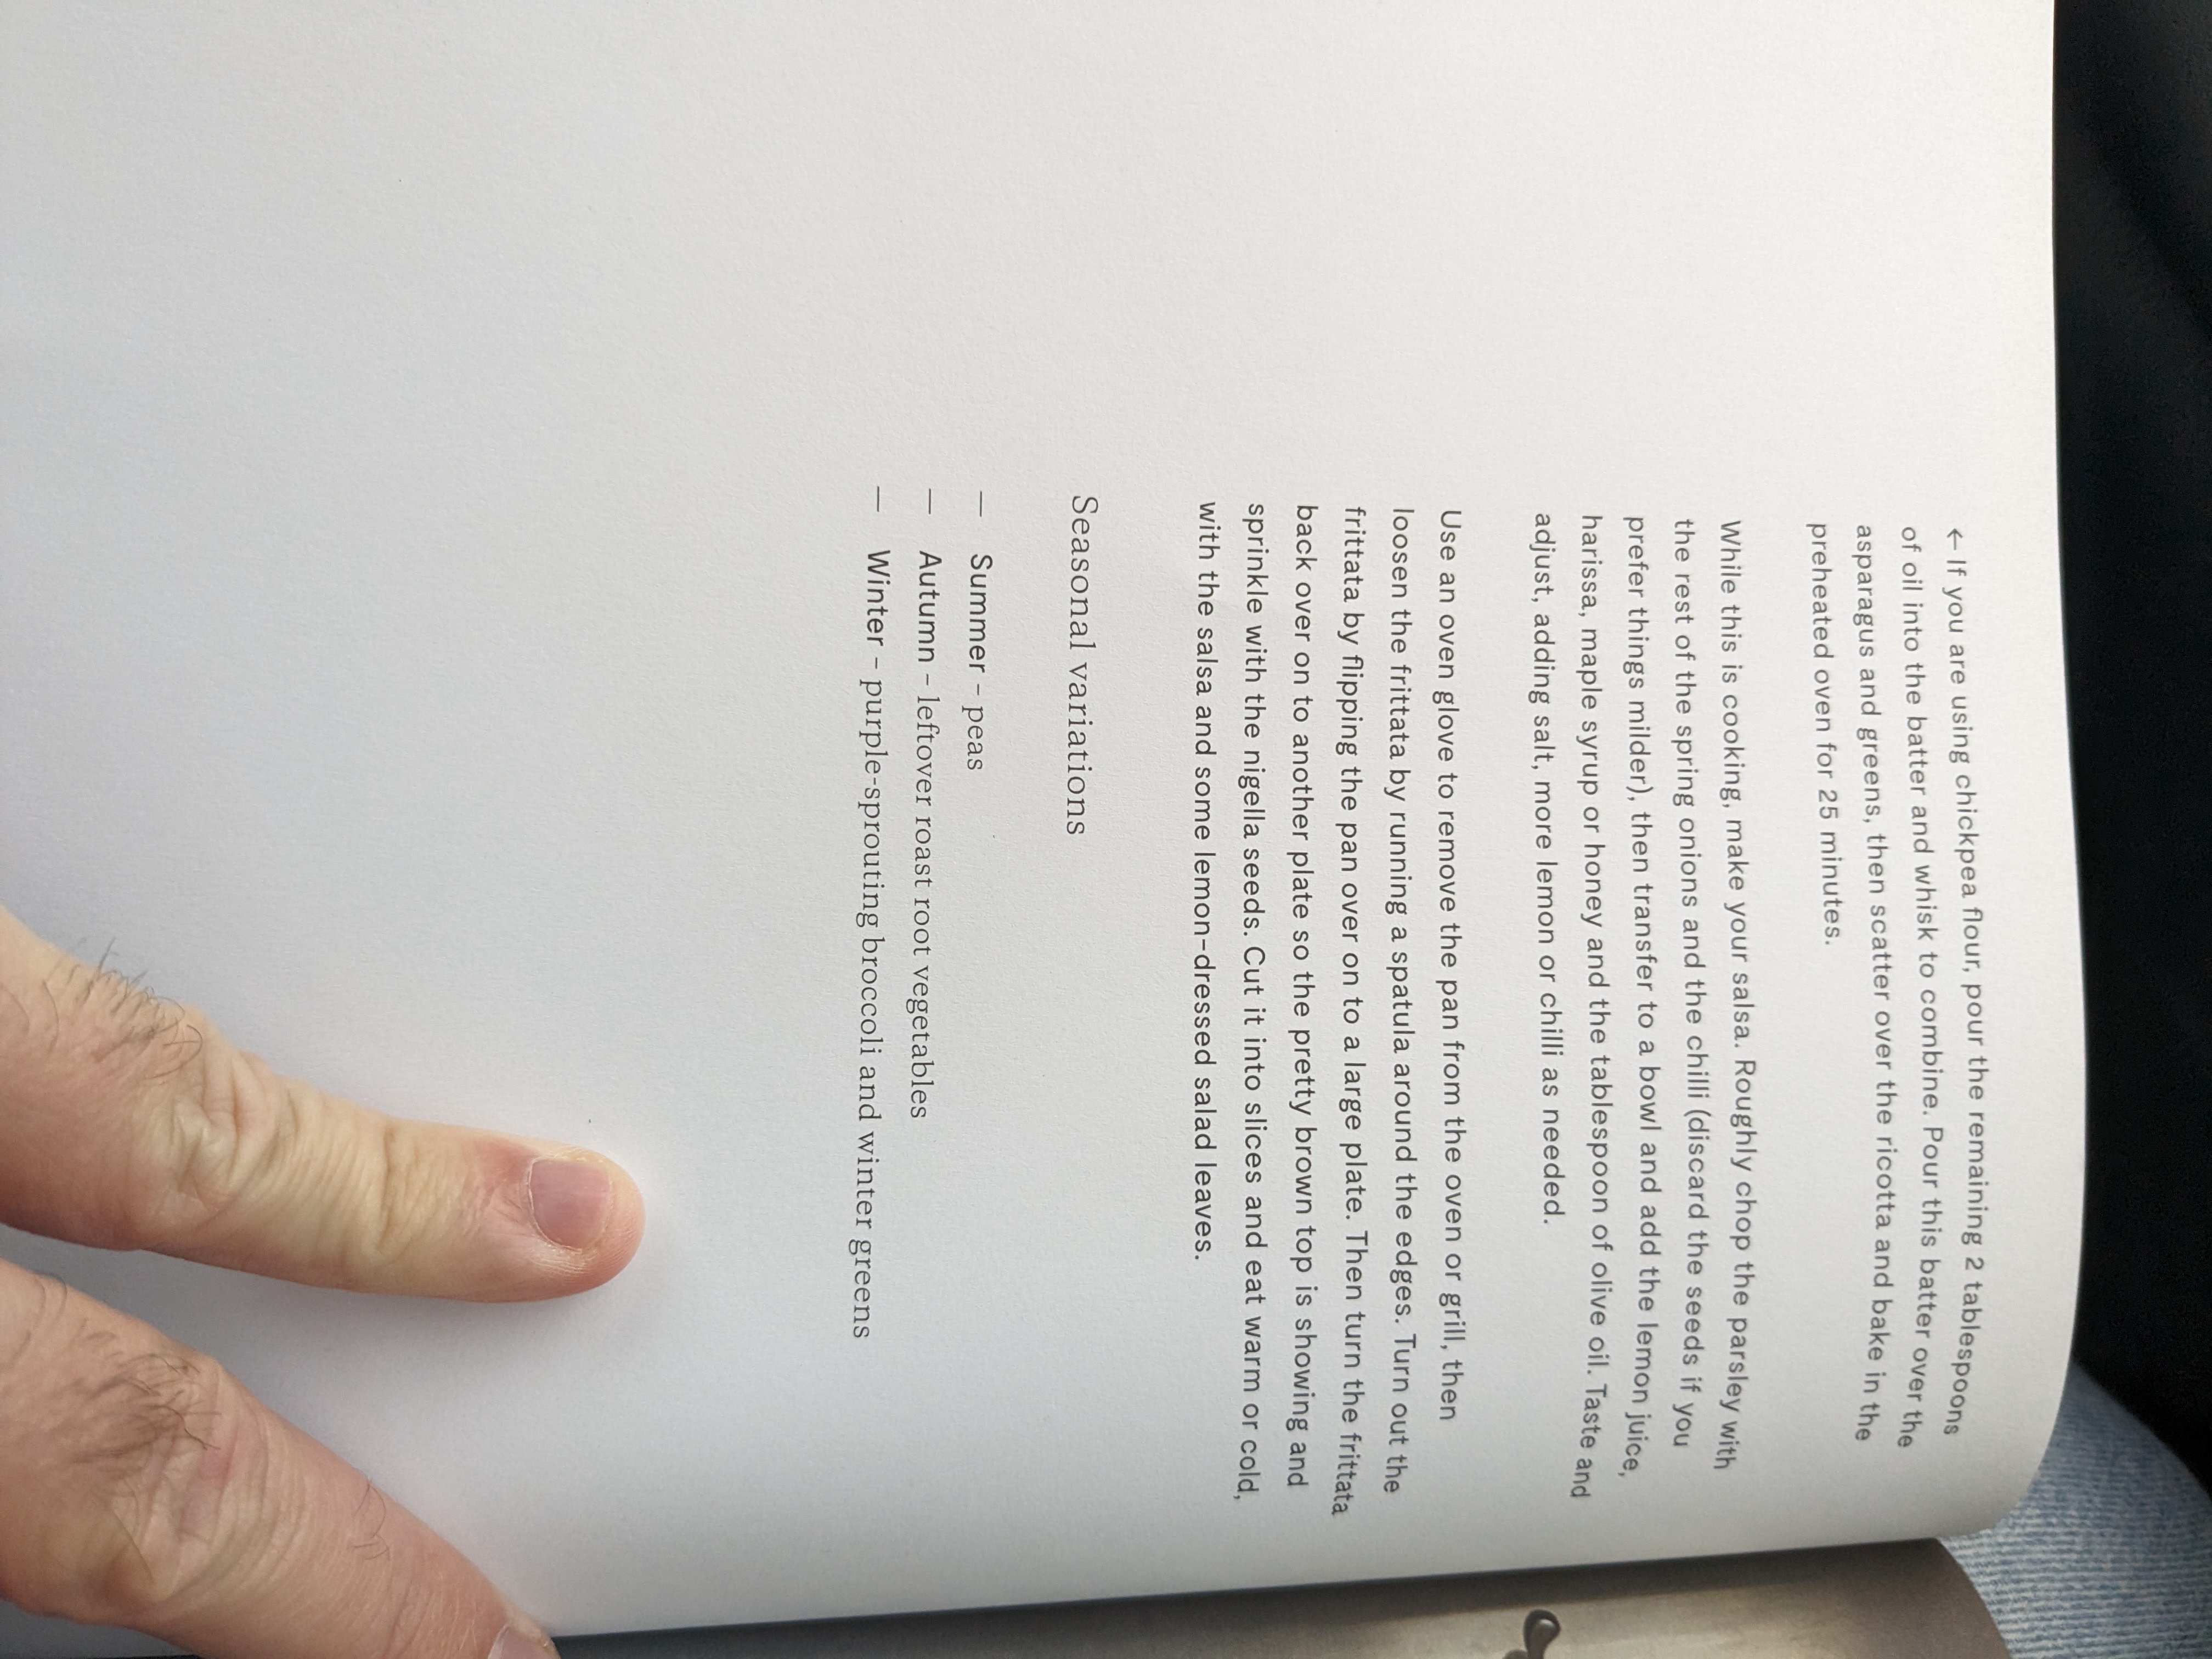 ← If you are using chickpea flour, pour the remaining 2 tablespoons
of oil into the batter and whisk to combine. Pour this batter over the
asparagus and greens, then scatter over the ricotta and bake in the
preheated oven for 25 minutes.
While this is cooking, make your salsa. Roughly chop the parsley with
the rest of the spring onions and the chilli (discard the seeds if you
prefer things milder), then transfer to a bowl and add the lemon juice,
harissa, maple syrup or honey and the tablespoon of olive oil. Taste and
adjust, adding salt, more lemon or chilli as needed.
Use an oven glove to remove the pan from the oven or grill, then
loosen the frittata by running a spatula around the edges. Turn out the
frittata by flipping the pan over on to a large plate. Then turn the frittata
back over on to another plate so the pretty brown top is showing and
sprinkle with the nigella seeds. Cut it into slices and eat warm or cold,
with the salsa and some lemon-dressed salad leaves.
Seasonal variations
— Summer – peas
— Autumn – leftover roast root vegetables
— Winter – purple-sprouting broccoli and winter greens